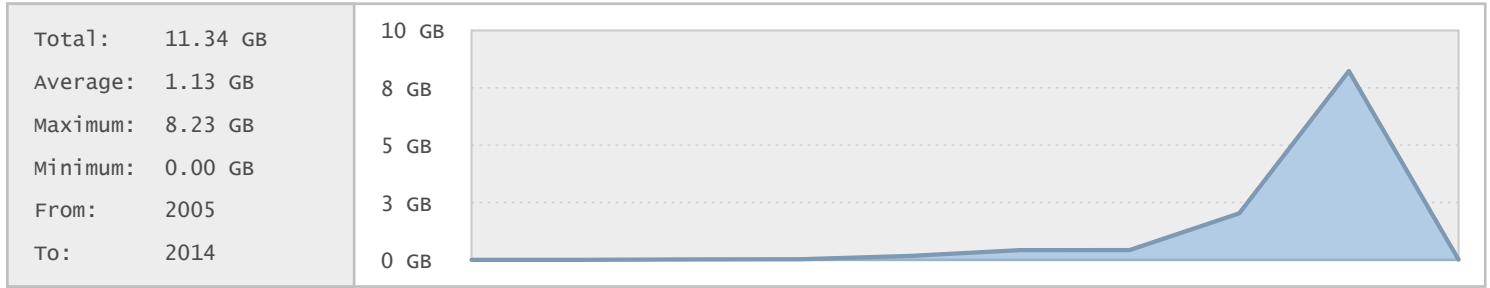 Total: 11.34 GB
Average: 1.13 GB
Maximum: 8.23 GB
Minimum: 0.00 GB
From: 2005
To: 2014
10 GB
8 GB
5 GB
3 GB
0 GB